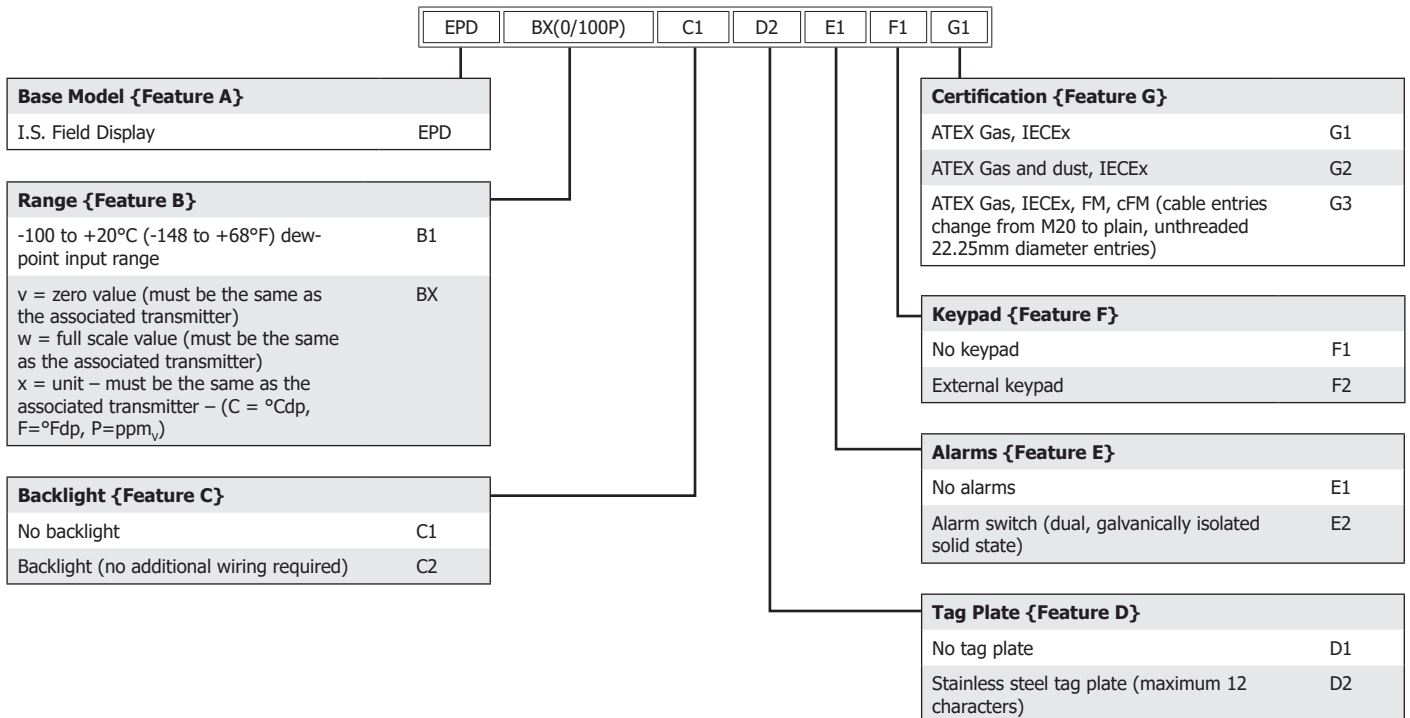 EPD BX(0/100P) C1 D2 E1 F1 G1
Base Model {Feature A}
I.S. Field Display EPD
Range {Feature B}
-100 to +20°C (-148 to +68°F) dew-
point input range B1
v = zero value (must be the same as BX
the associated transmitter)
w = full scale value (must be the same
as the associated transmitter)
x = unit – must be the same as the
associated transmitter – (C = °Cdp,
F=°Fdp, P=ppmV)
Backlight {Feature C}
No backlight C1
Backlight (no additional wiring required) C2
Certification {Feature G}
ATEX Gas, IECEx G1
ATEX Gas and dust, IECEx G2
ATEX Gas, IECEx, FM, cFM (cable entries G3
change from M20 to plain, unthreaded
22.25mm diameter entries)
Keypad {Feature F}
No keypad F1
External keypad F2
Alarms {Feature E}
No alarms E1
Alarm switch (dual, galvanically isolated E2
solid state)
Tag Plate {Feature D}
No tag plate D1
Stainless steel tag plate (maximum 12 D2
characters)